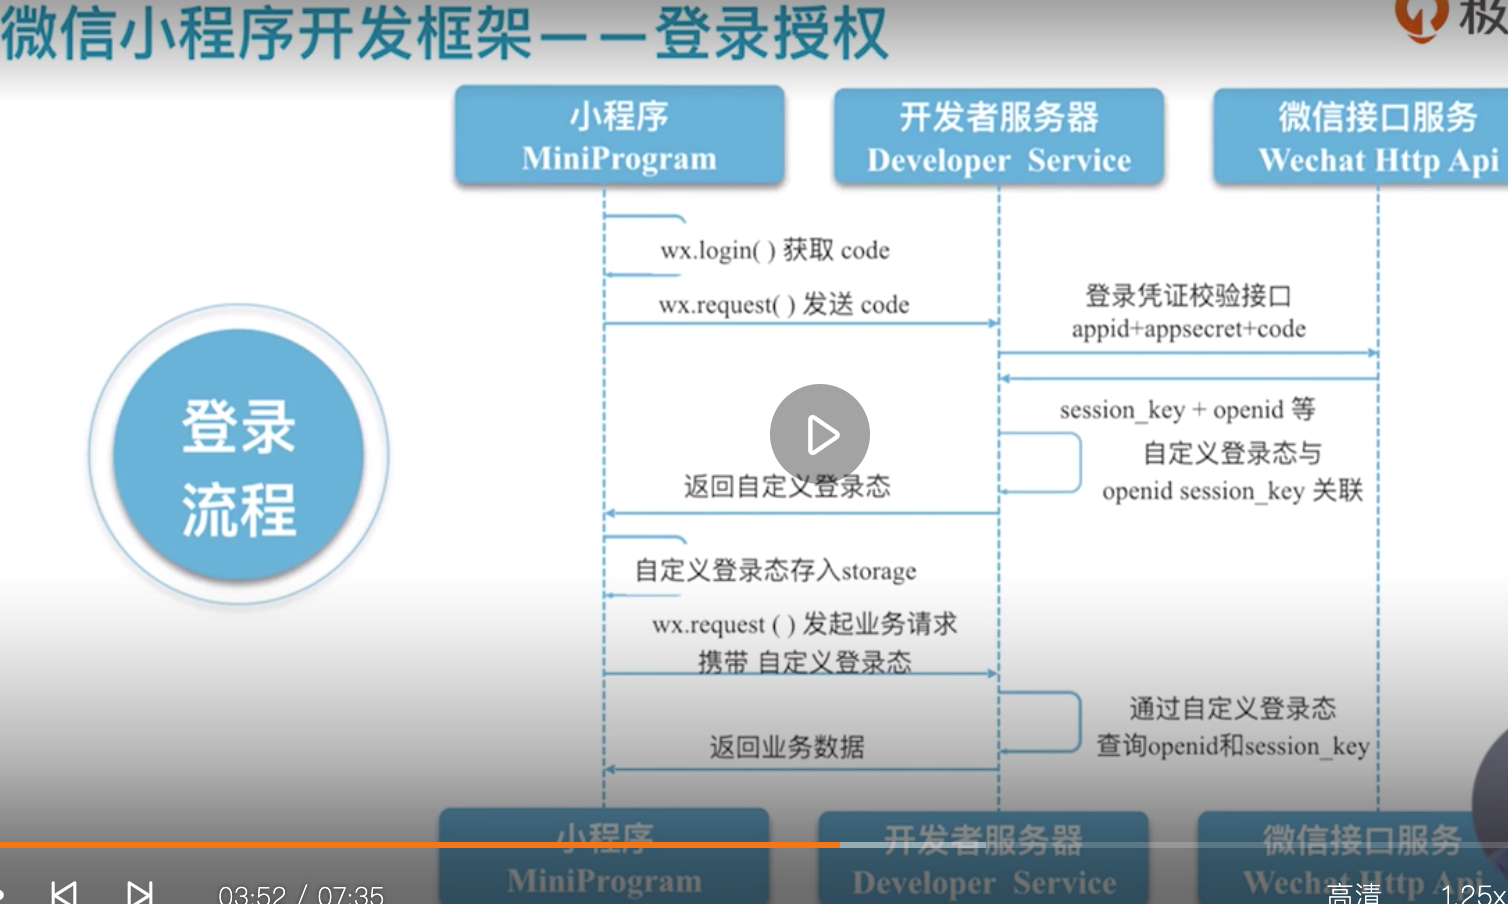 微信小程序开发框架——登录授权
极
小程序
MiniProgram
开发者服务器
Developer Service
微信接口服务
Wechat Http Api
wx.login( ) 获取 code
wx.request( ) 发送 code
登录凭证校验接口
appid+appsecret+code
session_key + openid 等
自定义登录态与
openid session_key 关联
登录
流程
返回自定义登录态
自定义登录态存入storage
wx.request ( ) 发起业务请求
携带 自定义登录态
通过自定义登录态
查询openid和session_key
返回业务数据
小程序
MiniProgram
开发者服务器
Developer Service
微信接口服务
Wechat Http Api
03:52 / 07:35
高清
1.25x